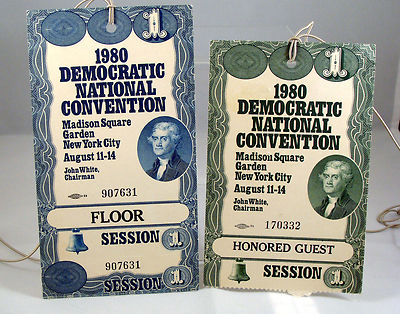 1
1980
DEMOCRATIC
NATIONAL
CONVENTION
Madison Square
Garden
New York City
August 11-14
John White,
Chairman
907631
FLOOR
SESSION 1
907631
SESSION 1
1
1980
DEMOCRATIC
NATIONAL
CONVENTION
Madison Square
Garden
New York City
August 11-14
John White,
Chairman
170332
HONORED GUEST
SESSION 1